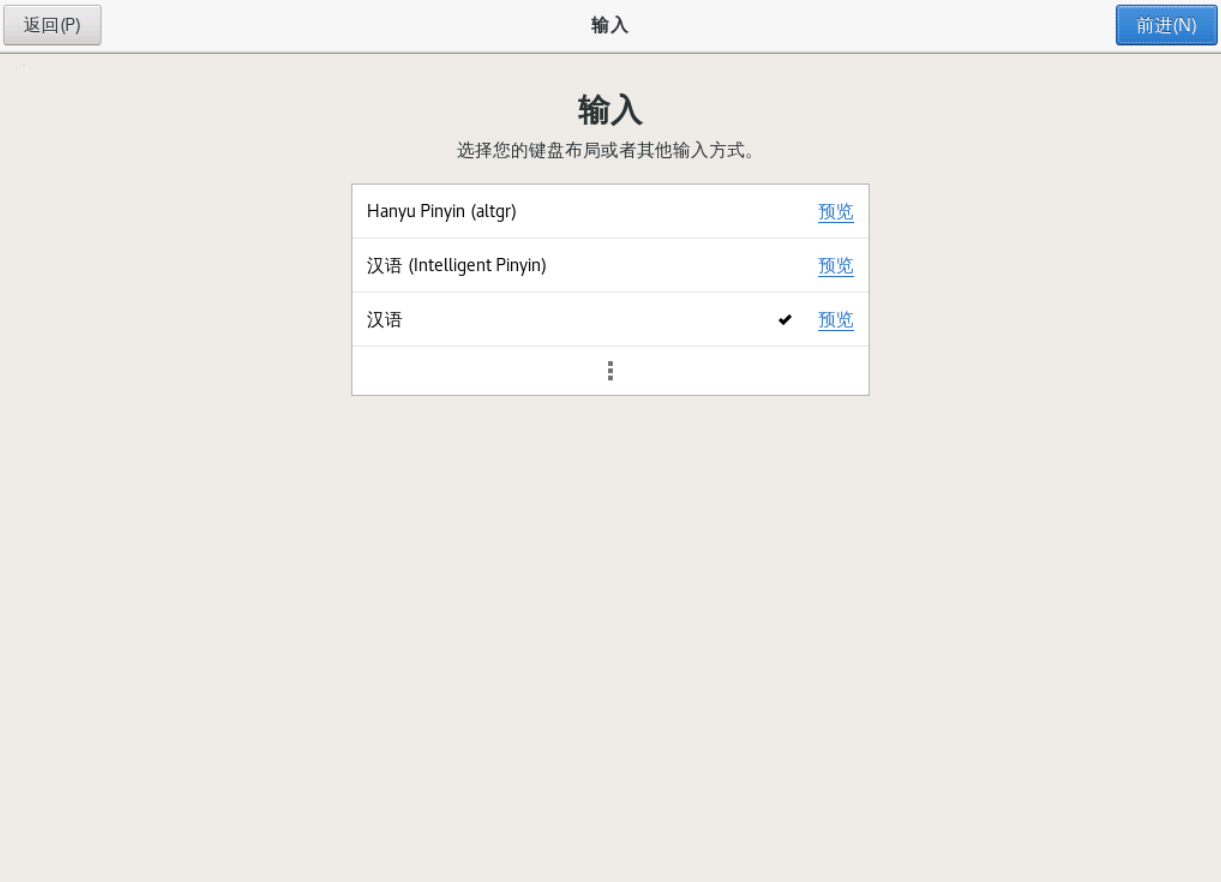 返回(P)
输入
前进(N)
输入
选择您的键盘布局或者其他输入方式。
Hanyu Pinyin (altgr)
预览
汉语 (Intelligent Pinyin)
预览
汉语
预览